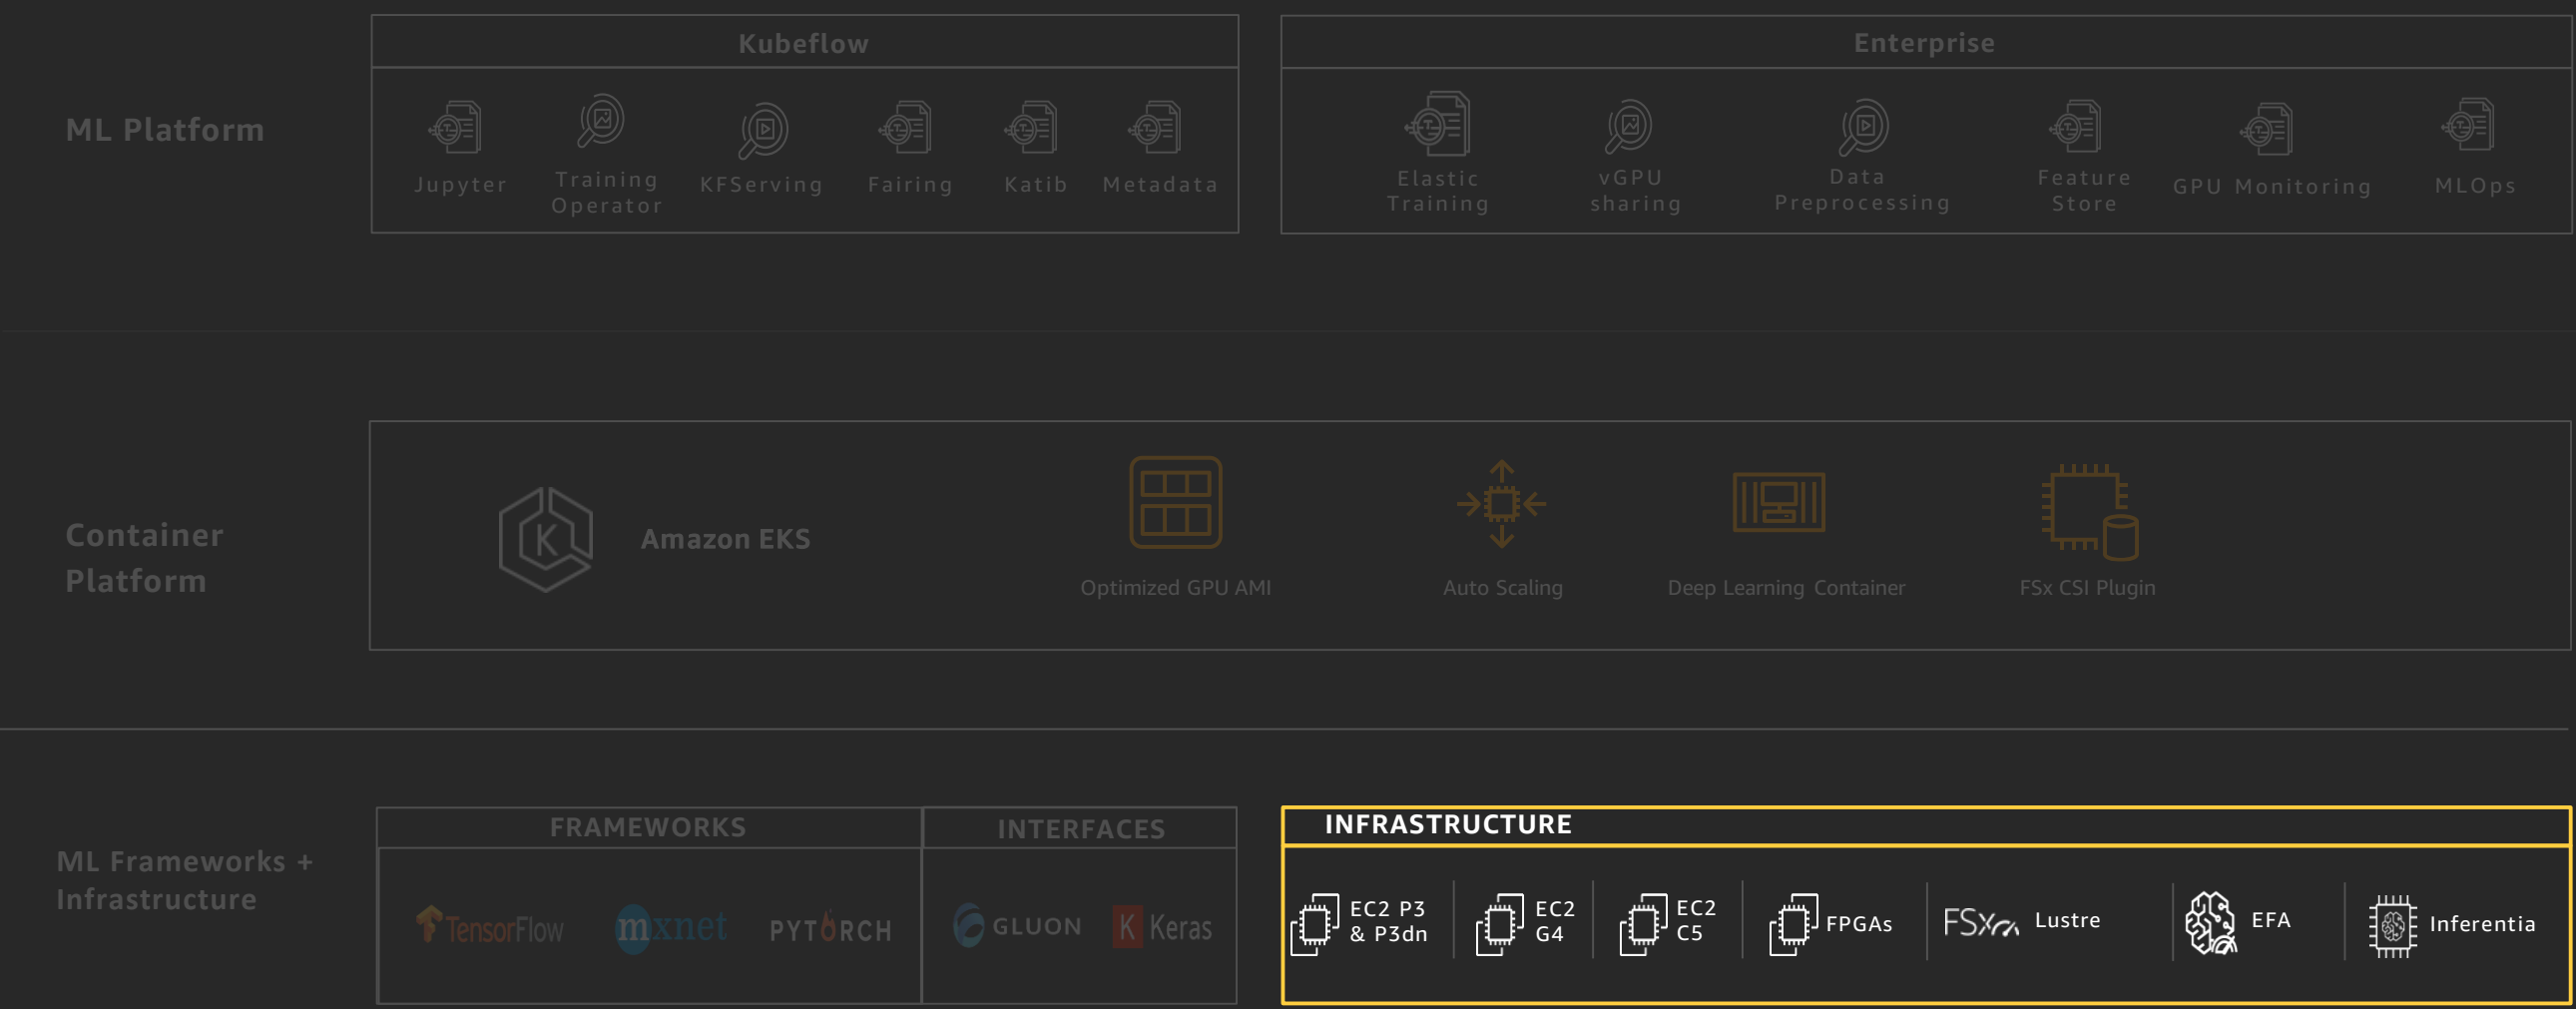 Kubeflow
Enterprise
ML Platform
Jupyter
Training
Operator
KFServing
Fairing
Katib
Metadata
Elastic
Training
vGPU
sharing
Data
Preprocessing
Feature
Store
GPU Monitoring
MLOps
Container
Platform
K
Amazon EKS
Optimized GPU AMI
Auto Scaling
Deep Learning Container
FSx CSI Plugin
ML Frameworks +
Infrastructure
FRAMEWORKS
INTERFACES
INFRASTRUCTURE
TensorFlow
mxnet
PYTORCH
GLUON
K Keras
EC2 P3
& P3dn
EC2
G4
EC2
C5
FPGAs
FSx Lustre
EFA
Inferentia